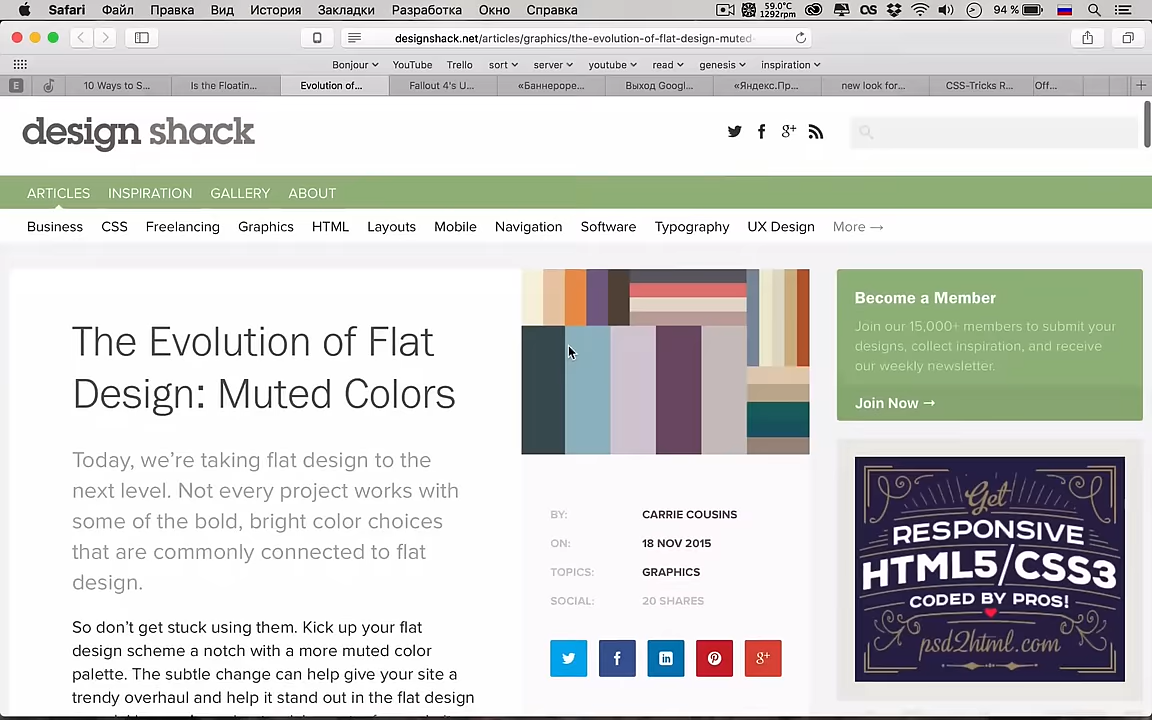 Safari Файл Правка Вид История Закладки Разработка Окно Справка 59.0°C 1292rpm 94 %
designshack.net/articles/graphics/the-evolution-of-flat-design-muted-
Bonjour YouTube Trello sort server youtube read genesis inspiration
E 10 Ways to S... Is the Floatin... Evolution of... Fallout 4's U... «Баннероре... Выход Googl... «Яндекс.Пр... new look for... CSS-Tricks R... Off...
design shack
ARTICLES INSPIRATION GALLERY ABOUT
Business CSS Freelancing Graphics HTML Layouts Mobile Navigation Software Typography UX Design More →
The Evolution of Flat
Design: Muted Colors
Today, we're taking flat design to the
next level. Not every project works with
some of the bold, bright color choices
that are commonly connected to flat
design.
So don't get stuck using them. Kick up your flat
design scheme a notch with a more muted color
palette. The subtle change can help give your site a
trendy overhaul and help it stand out in the flat design
BY: CARRIE COUSINS
ON: 18 NOV 2015
TOPICS: GRAPHICS
SOCIAL: 20 SHARES
Become a Member
Join our 15,000+ members to submit your
designs, collect inspiration, and receive
our weekly newsletter.
Join Now →
Get
RESPONSIVE
HTML5/CSS3
CODED BY PROS!
psd2html.com